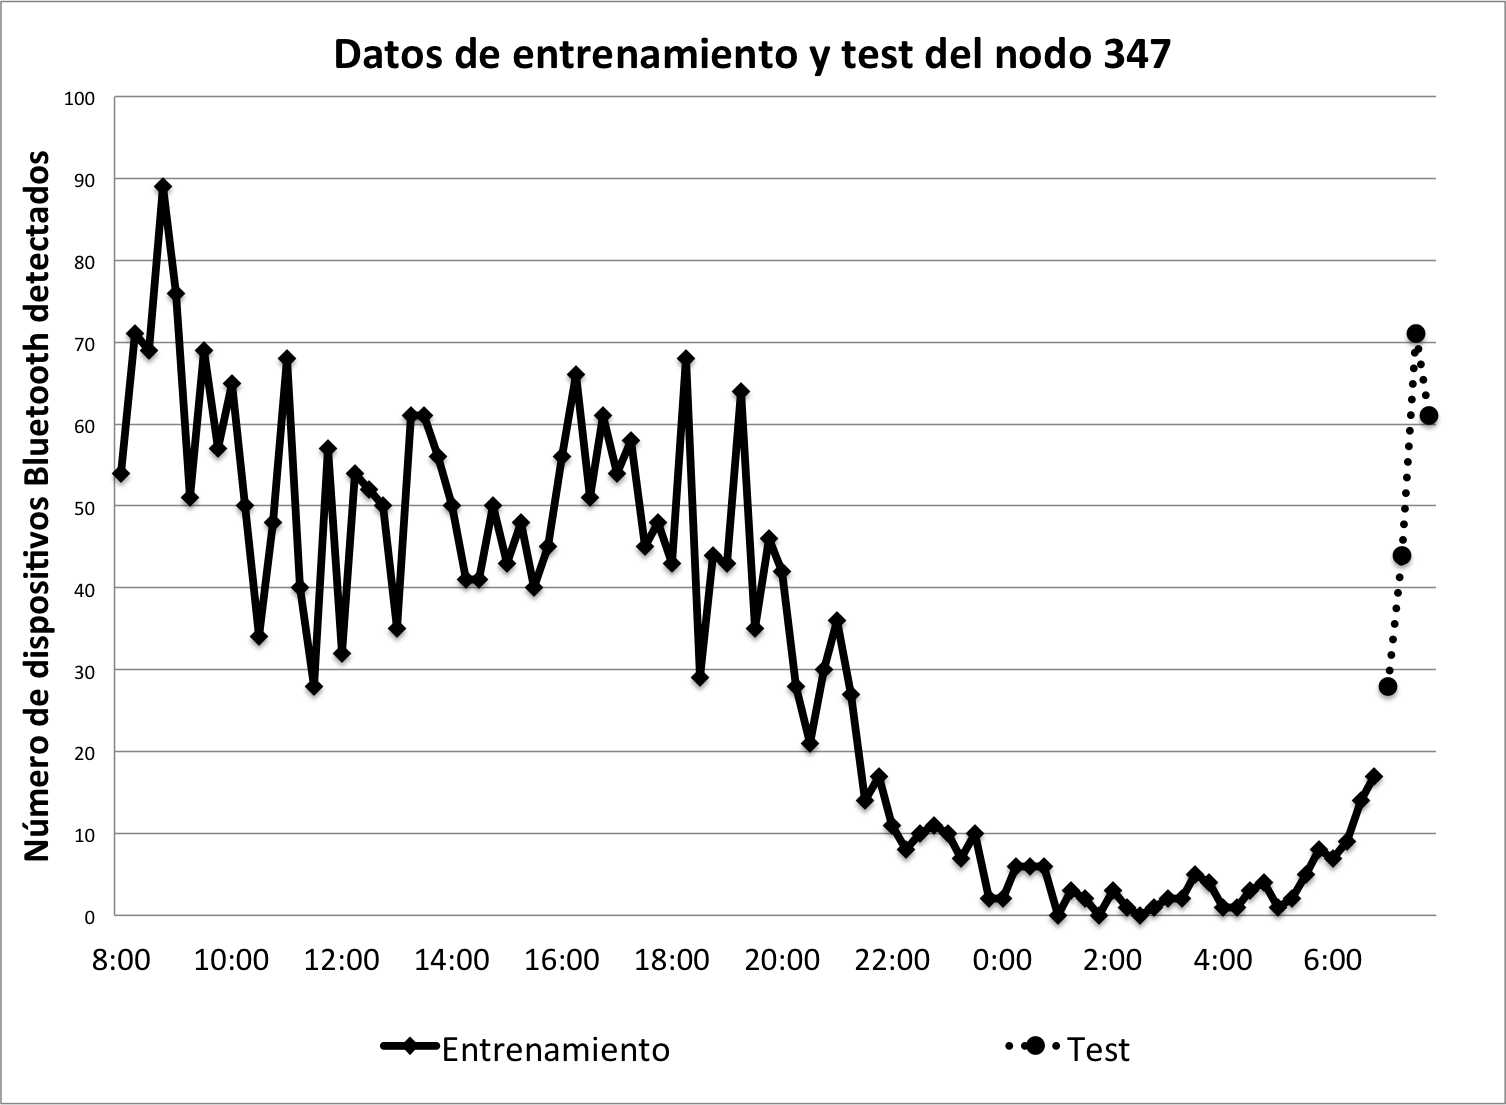 Datos de entrenamiento y test del nodo 347
Número de dispositivos Bluetooth detectados
100
90
80
70
60
50
40
30
20
10
0
8:00 10:00 12:00 14:00 16:00 18:00 20:00 22:00 0:00 2:00 4:00 6:00
Entrenamiento Test